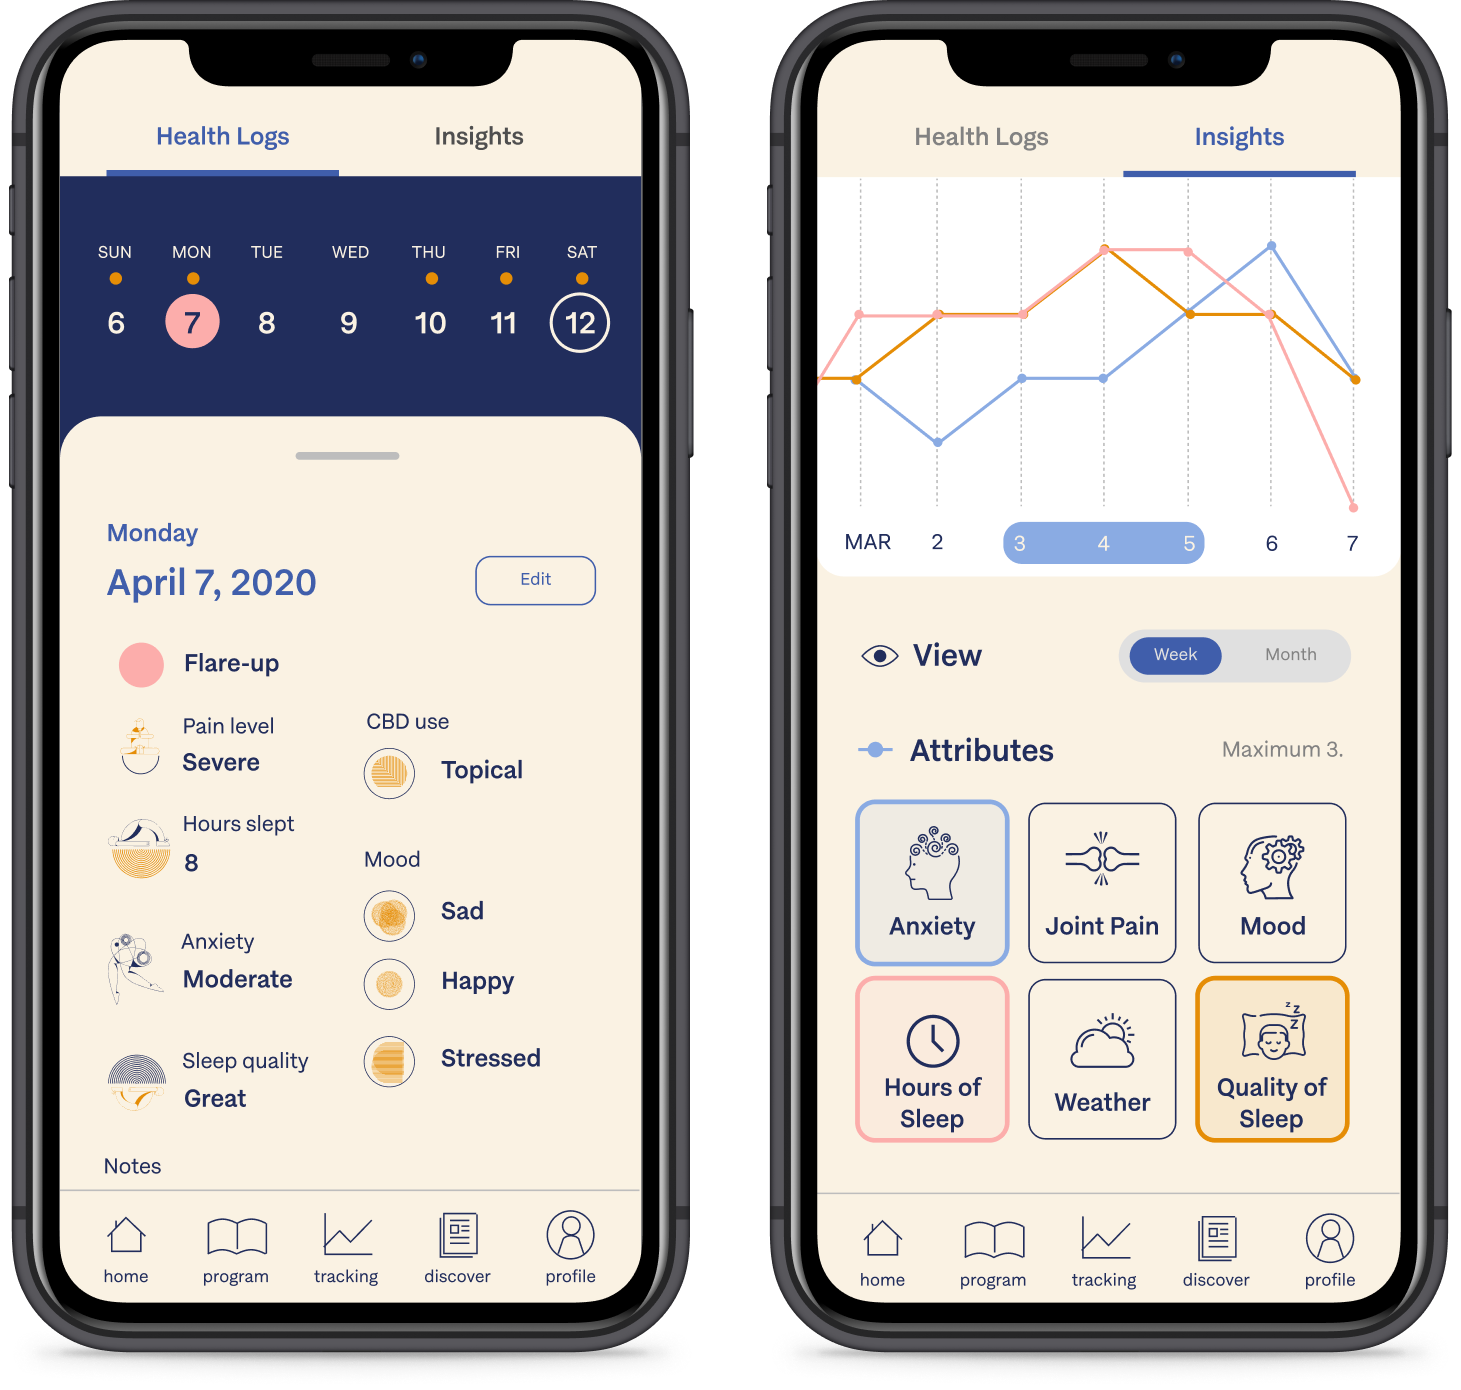 Health Logs
Insights
SUN MON TUE WED THU FRI SAT
6 7 8 9 10 11 12
Monday
April 7, 2020
Edit
Flare-up
Pain level
Severe
Hours slept
8
Anxiety
Moderate
Sleep quality
Great
CBD use
Topical
Mood
Sad
Happy
Stressed
Notes
home program tracking discover profile
Health Logs
Insights
MAR 2 3 4 5 6 7
View
Week
Month
Attributes
Maximum 3.
Anxiety
Joint Pain
Mood
Hours of
Sleep
Weather
z z z
Quality of
Sleep
home program tracking discover profile